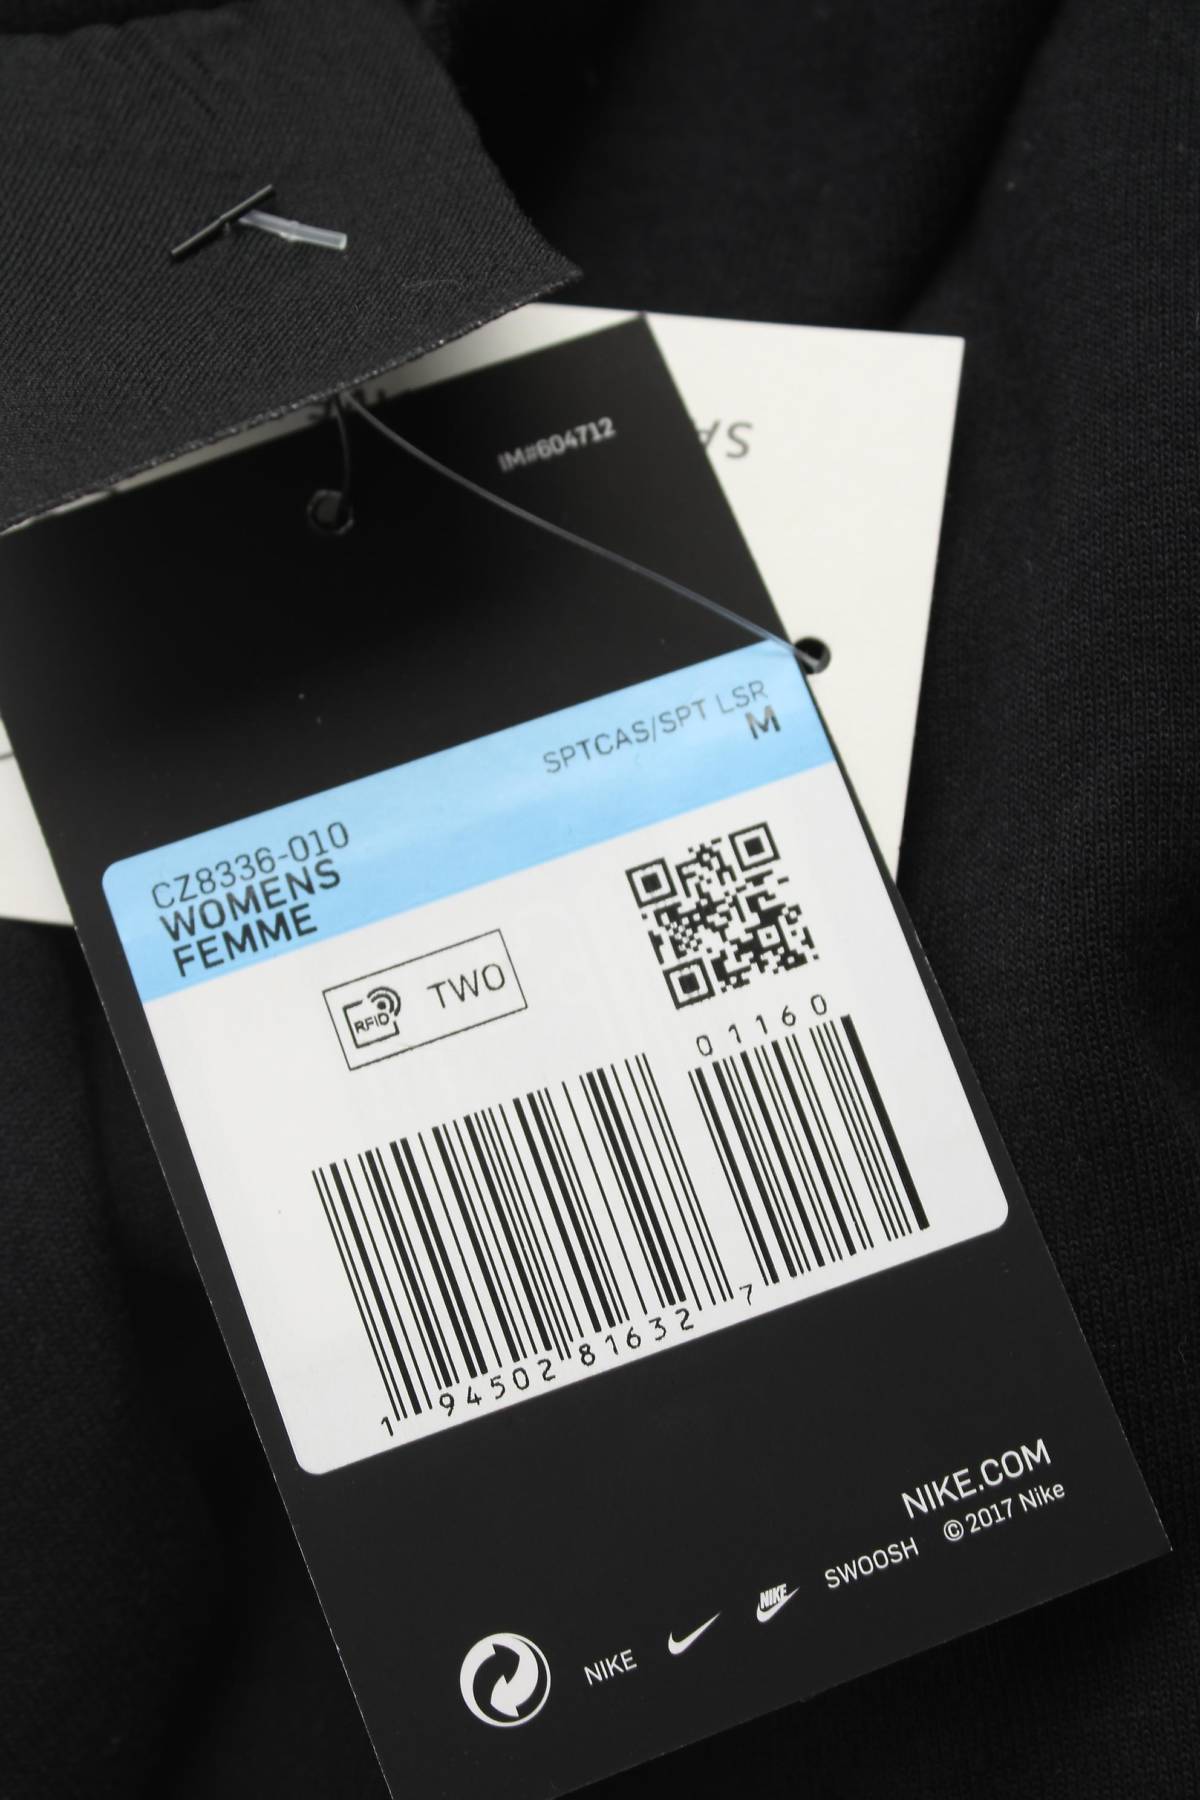 IM#604712
SPTCAS/SPT LSR
M
CZ8336-010
WOMENS
FEMME
RFID TWO
01160
1 94502 81632 7
NIKE.COM
© 2017 Nike
NIKE NIKE SWOOSH